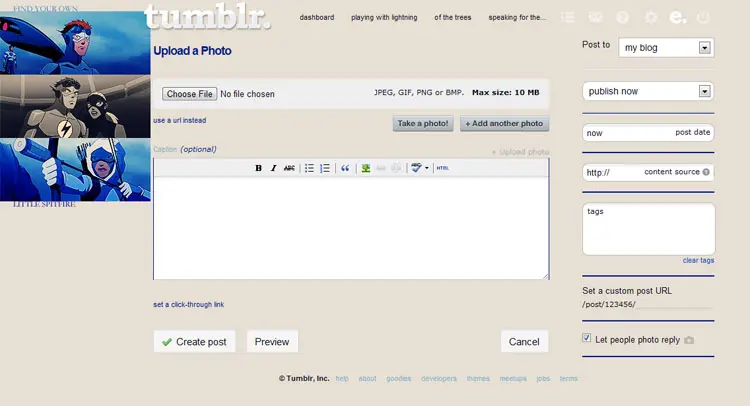 FIND YOUR OWN
LITTLE SPITFIRE
tumblr.
dashboard playing with lightning of the trees speaking for the...
Upload a Photo
Choose File No file chosen JPEG, GIF, PNG or BMP. Max size: 10 MB
use a url instead Take a photo! + Add another photo
Caption (optional) + Upload photo
B I ABC HTML
set a click-through link
Create post Preview Cancel
Post to my blog
publish now
now post date
http:// content source ?
tags
clear tags
Set a custom post URL
/post/123456/
Let people photo reply
© Tumblr, Inc. help about goodies developers themes meetups jobs terms